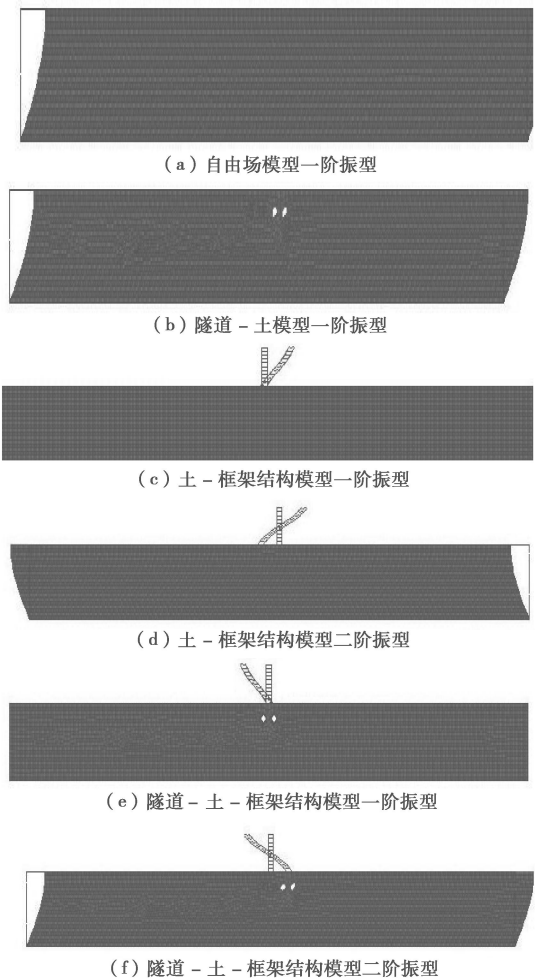 （a）自由场模型一阶振型
（b）隧道－土模型一阶振型
（c）土－框架结构模型一阶振型
（d）土－框架结构模型二阶振型
（e）隧道－土－框架结构模型一阶振型
（f）隧道－土－框架结构模型二阶振型